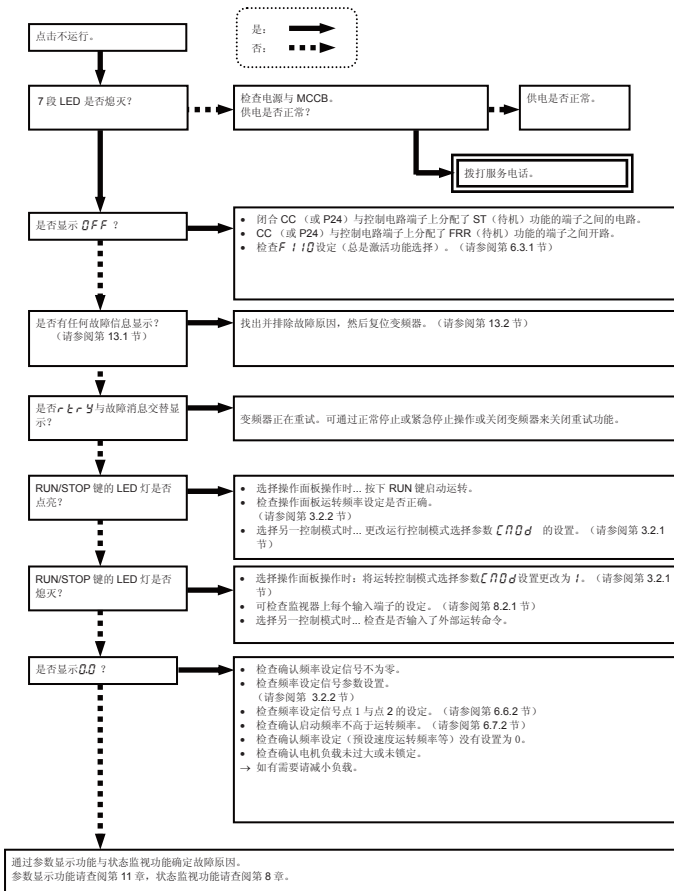 是:
否:
点击不运行。
7 段 LED 是否熄灭?
检查电源与 MCCB。
供电是否正常?
供电是否正常。
拨打服务电话。
是否显示 OFF ?
• 闭合 CC (或 P24)与控制电路端子上分配了 ST(待机)功能的端子之间的电路。
• CC (或 P24)与控制电路端子上分配了 FRR(待机)功能的端子之间开路。
• 检查F 110设定(总是激活功能选择)。(请参阅 6.3.1 节)
是否有任何故障信息显示?
(请参阅第 13.1 节)
找出并排除故障原因,然后复位变频器。(请参阅第 13.2 节)
是否rtry与故障消息交替显
示?
变频器正在重试。可通过正常停止或紧急停止操作或关闭变频器来关闭重试功能。
RUN/STOP 键的 LED 灯是否
点亮?
• 选择操作面板操作时... 按下 RUN 键启动运转。
• 检查操作面板运转频率设定是否正确。
(请参阅第 3.2.2 节)
• 选择另一控制模式时... 更改运行控制模式选择参数 CMOd 的设置。(请参阅第 3.2.1
节)
RUN/STOP 键的 LED 灯是否
熄灭?
• 选择操作面板操作时:将运转控制模式选择参数CMOd设置更改为 1。(请参阅第 3.2.1
节)
• 可检查监视器上每个输入端子的设定。(请参阅第 8.2.1 节)
• 选择另一控制模式时... 检查是否输入了外部运转命令。
是否显示0.0 ?
• 检查确认频率设定信号不为零。
• 检查频率设定信号参数设置。
(请参阅第 3.2.2 节)
• 检查频率设定信号点 1 与点 2 的设定。(请参阅第 6.6.2 节)
• 检查确认启动频率不高于运转频率。(请参阅第 6.7.2 节)
• 检查确认频率设定(预设速度运转频率等)没有设置为 0。
• 检查确认电机负载未过大或未锁定。
→ 如有需要请减小负载。
通过参数显示功能与状态监视功能确定故障原因。
参数显示功能请查阅第 11 章,状态监视功能请查阅第 8 章。